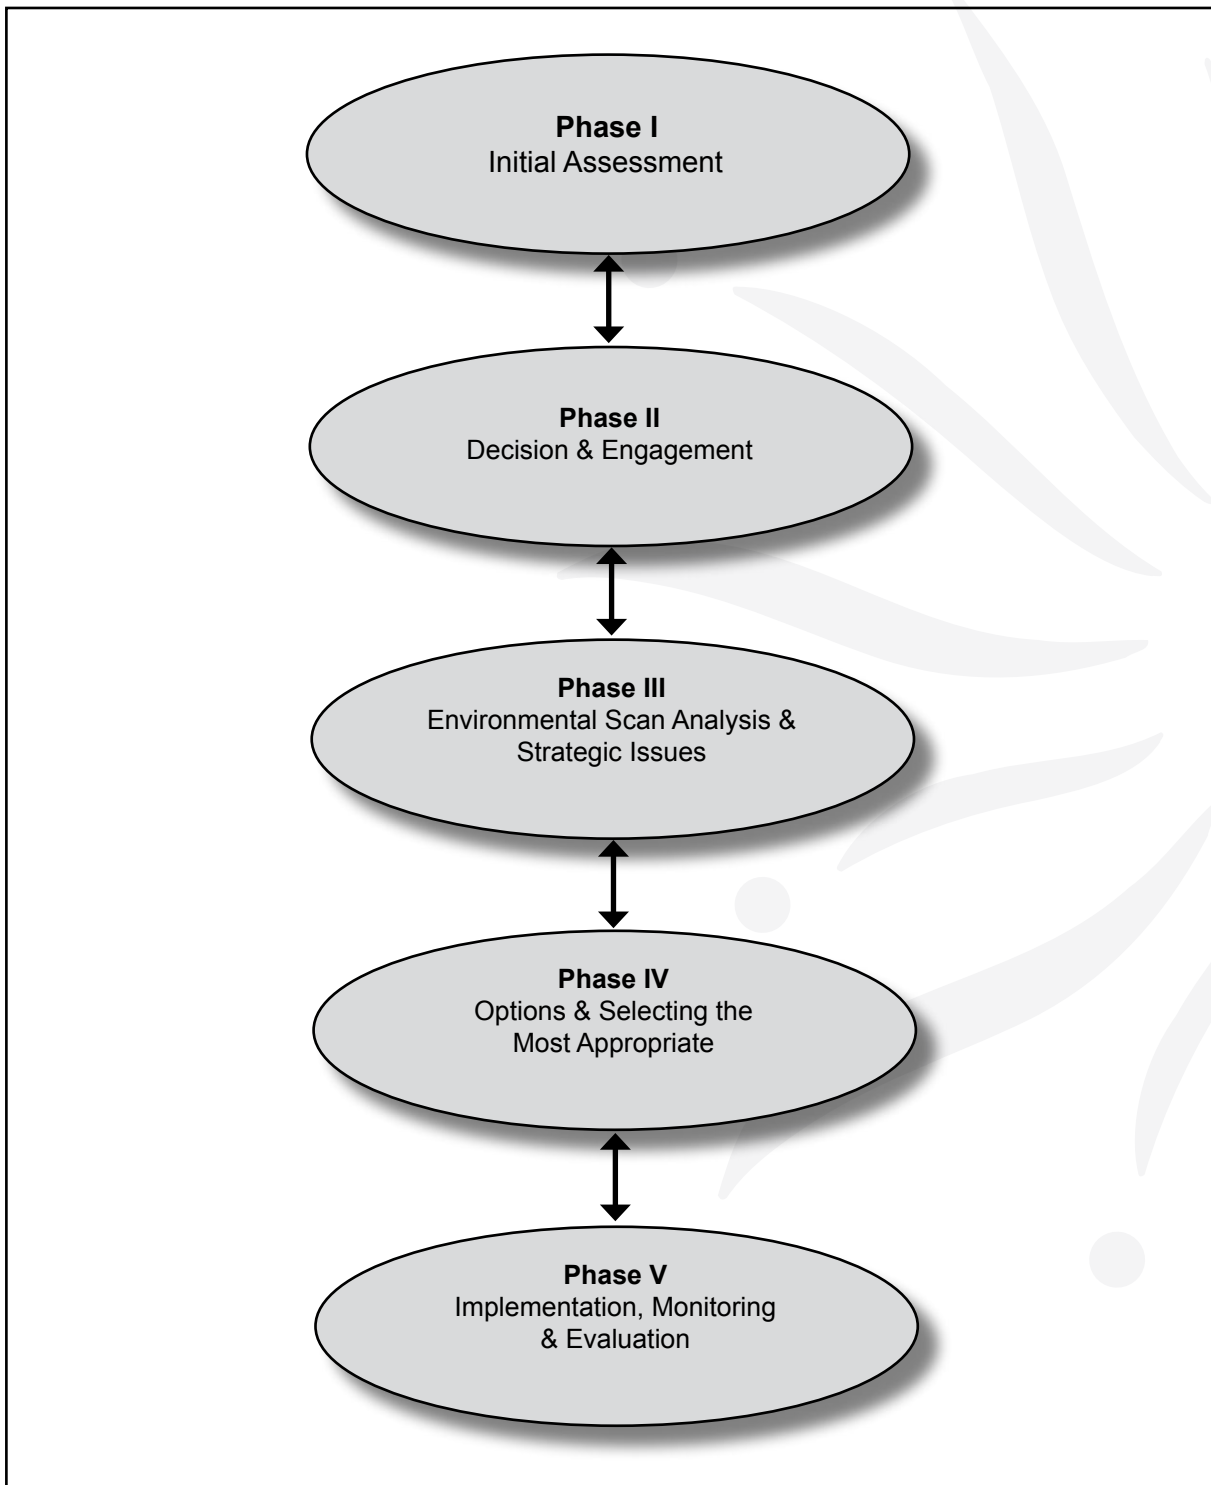 Phase I
Initial Assessment
Phase II
Decision & Engagement
Phase III
Environmental Scan Analysis &
Strategic Issues
Phase IV
Options & Selecting the
Most Appropriate
Phase V
Implementation, Monitoring
& Evaluation